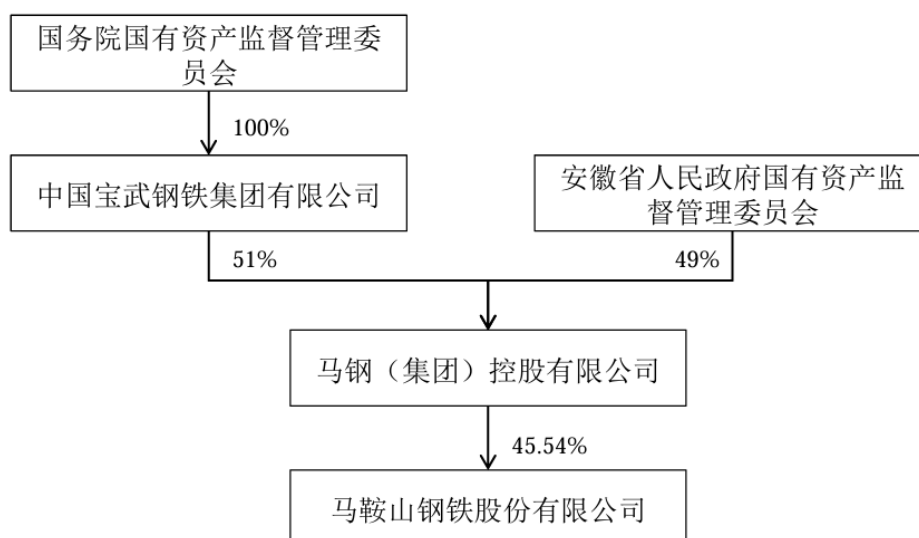 国务院国有资产监督管理委
员会
100%
中国宝武钢铁集团有限公司
安徽省人民政府国有资产监
督管理委员会
51%
49%
马钢（集团）控股有限公司
45.54%
马鞍山钢铁股份有限公司